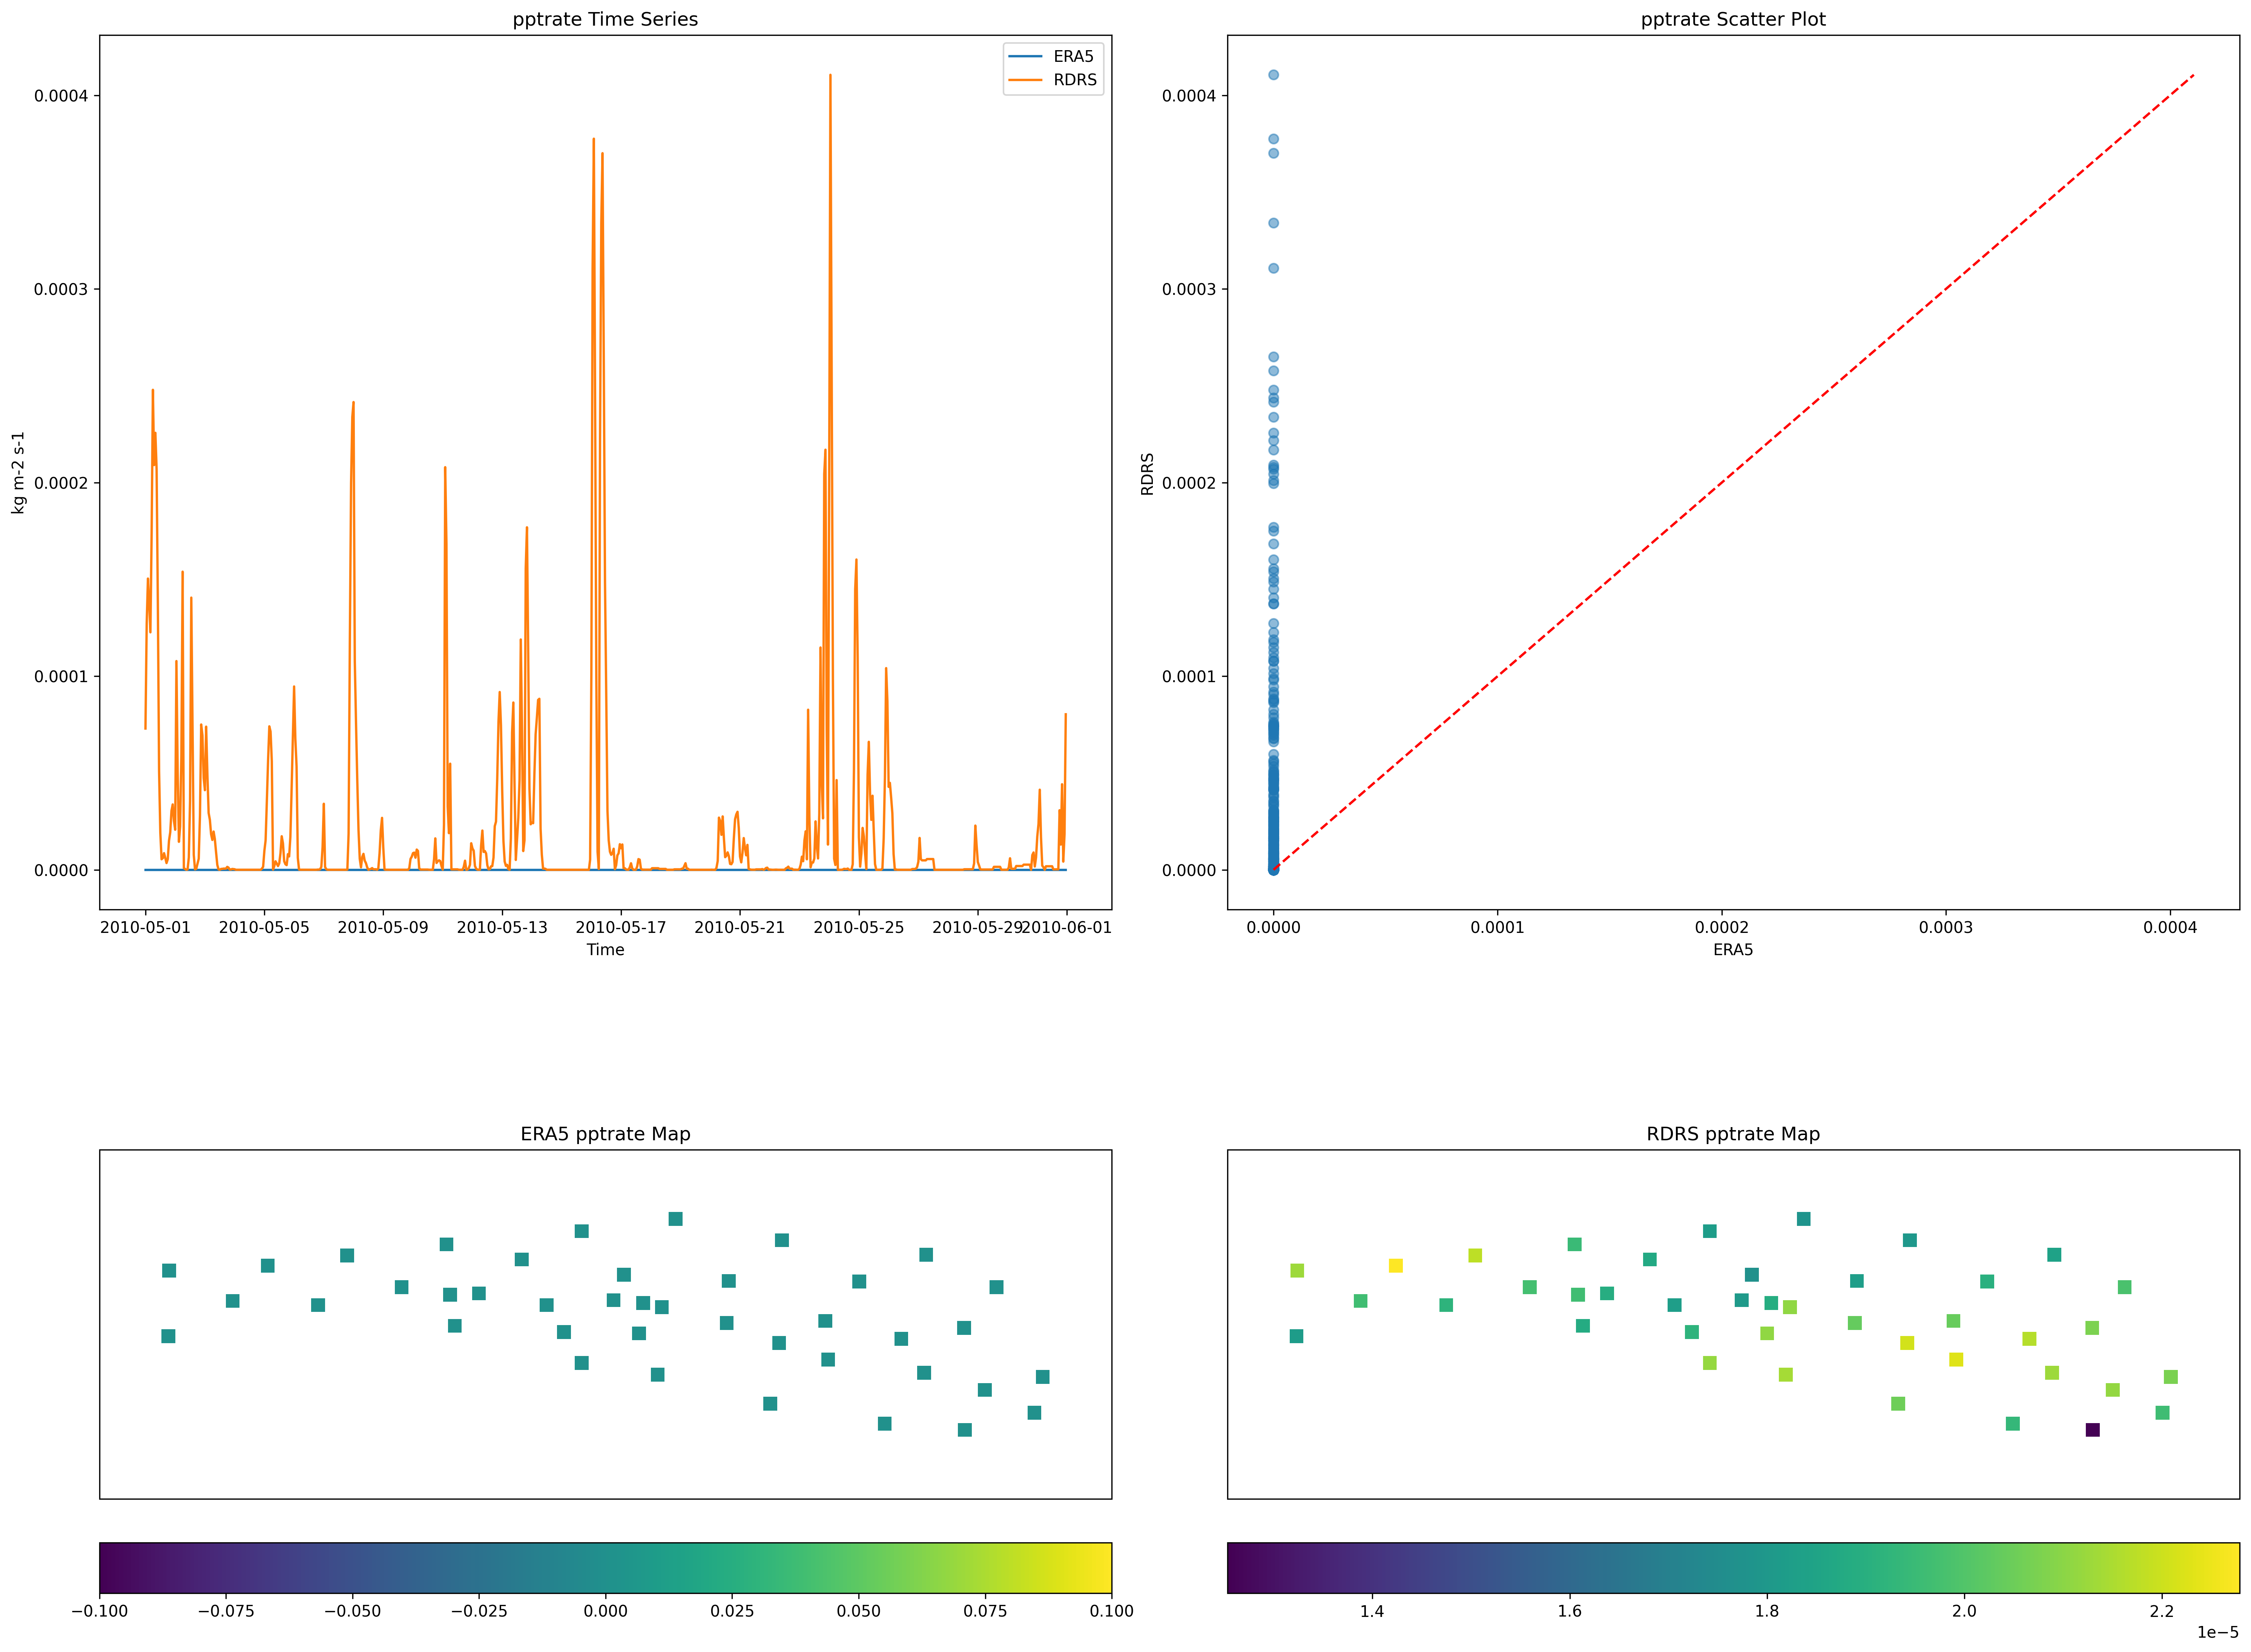 pptrate Time Series
ERA5
RDRS
0.0004
0.0003
0.0002
0.0001
0.0000
kg m-2 s-1
2010-05-01 2010-05-05 2010-05-09 2010-05-13 2010-05-17 2010-05-21 2010-05-25 2010-05-29 2010-06-01
Time
pptrate Scatter Plot
0.0004
0.0003
0.0002
0.0001
0.0000
RDRS
0.0000 0.0001 0.0002 0.0003 0.0004
ERA5
ERA5 pptrate Map
−0.100 −0.075 −0.050 −0.025 0.000 0.025 0.050 0.075 0.100
RDRS pptrate Map
1.4 1.6 1.8 2.0 2.2
1e−5